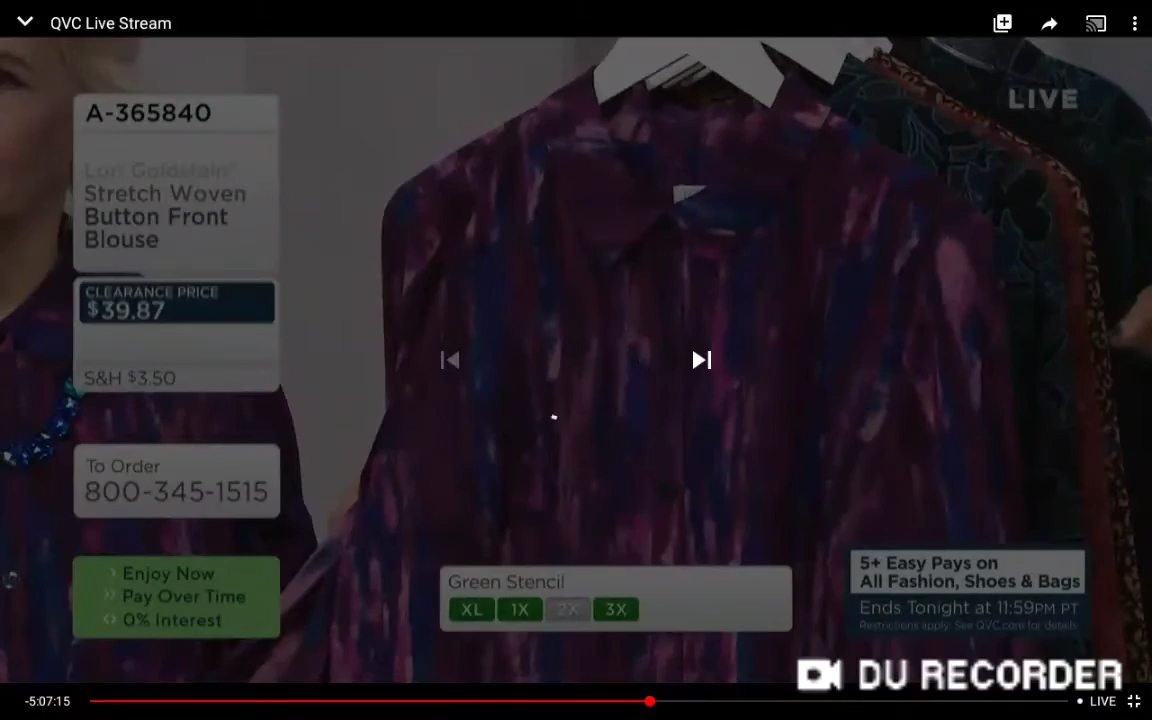 QVC Live Stream
LIVE
A-365840
Lori Goldstein®
Stretch Woven
Button Front
Blouse
CLEARANCE PRICE
$39.87
S&H $3.50
To Order
800-345-1515
Enjoy Now
Pay Over Time
0% Interest
Green Stencil
XL 1X 2X 3X
5+ Easy Pays on
All Fashion, Shoes & Bags
Ends Tonight at 11:59PM PT
Restrictions apply. See QVC.com for details
DU RECORDER
-5:07:15
LIVE